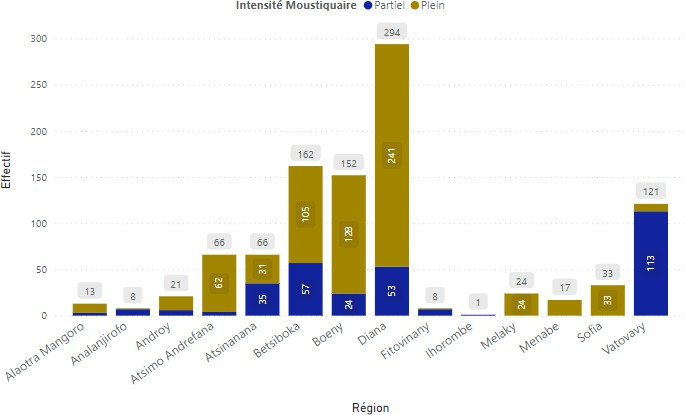 Intensité Moustiquaire Partiel Plein
Effectif
300
250
200
150
100
50
0
13
8
21
66
62
66
31
35
162
105
57
152
128
24
294
241
53
8
1
24
24
17
33
33
121
113
Alaotra Mangoro
Analanjirofo
Androy
Atsimo Andrefana
Atsinanana
Betsiboka
Boeny
Diana
Fitovinany
Ihorombe
Melaky
Menabe
Sofia
Vatovavy
Région